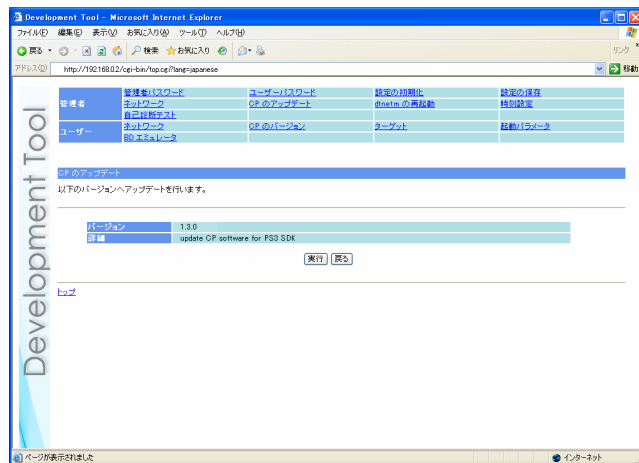 Development Tool - Microsoft Internet Explorer
ファイル(F) 編集(E) 表示(V) お気に入り(A) ツール(T) ヘルプ(H)
戻る 検索 お気に入り リンク
アドレス(D) http://192.168.0.2/cgi-bin/top.cgi?lang=japanese 移動
Development Tool
管理者
管理者パスワード ユーザーパスワード 設定の初期化 設定の保存
ネットワーク CP のアップデート dtnetm の再起動 時刻設定
自己診断テスト
ユーザー
ネットワーク CP のバージョン ターゲット 起動パラメータ
BD エミュレータ
CP のアップデート
以下のバージョンへアップデートを行います。
バージョン 1.3.0
詳細 update CP software for PS3 SDK
実行 戻る
トップ
ページが表示されました インターネット